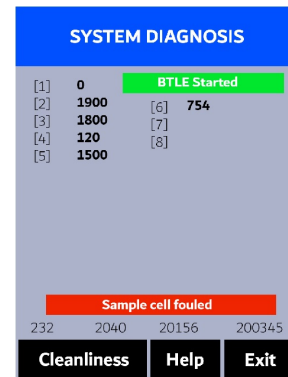 SYSTEM DIAGNOSIS
BTLE Started
[1] 0
[2] 1900 [6] 754
[3] 1800 [7]
[4] 120 [8]
[5] 1500
Sample cell fouled
232 2040 20156 200345
Cleanliness Help Exit